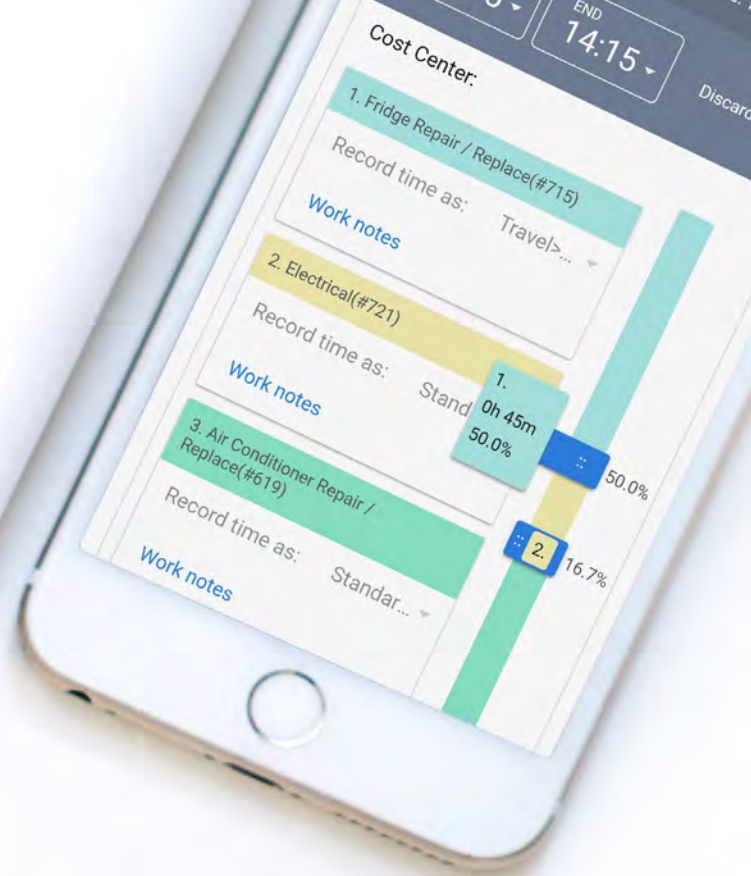 END
14:15
Cost Center:
1. Fridge Repair / Replace(#715)
Record time as:
Travel>...
Work notes
2. Electrical(#721)
Record time as:
Stand
Work notes
1.
0h 45m
50.0%
50.0%
3. Air Conditioner Repair /
Replace(#619)
2.
16.7%
Record time as:
Standar...
Work notes